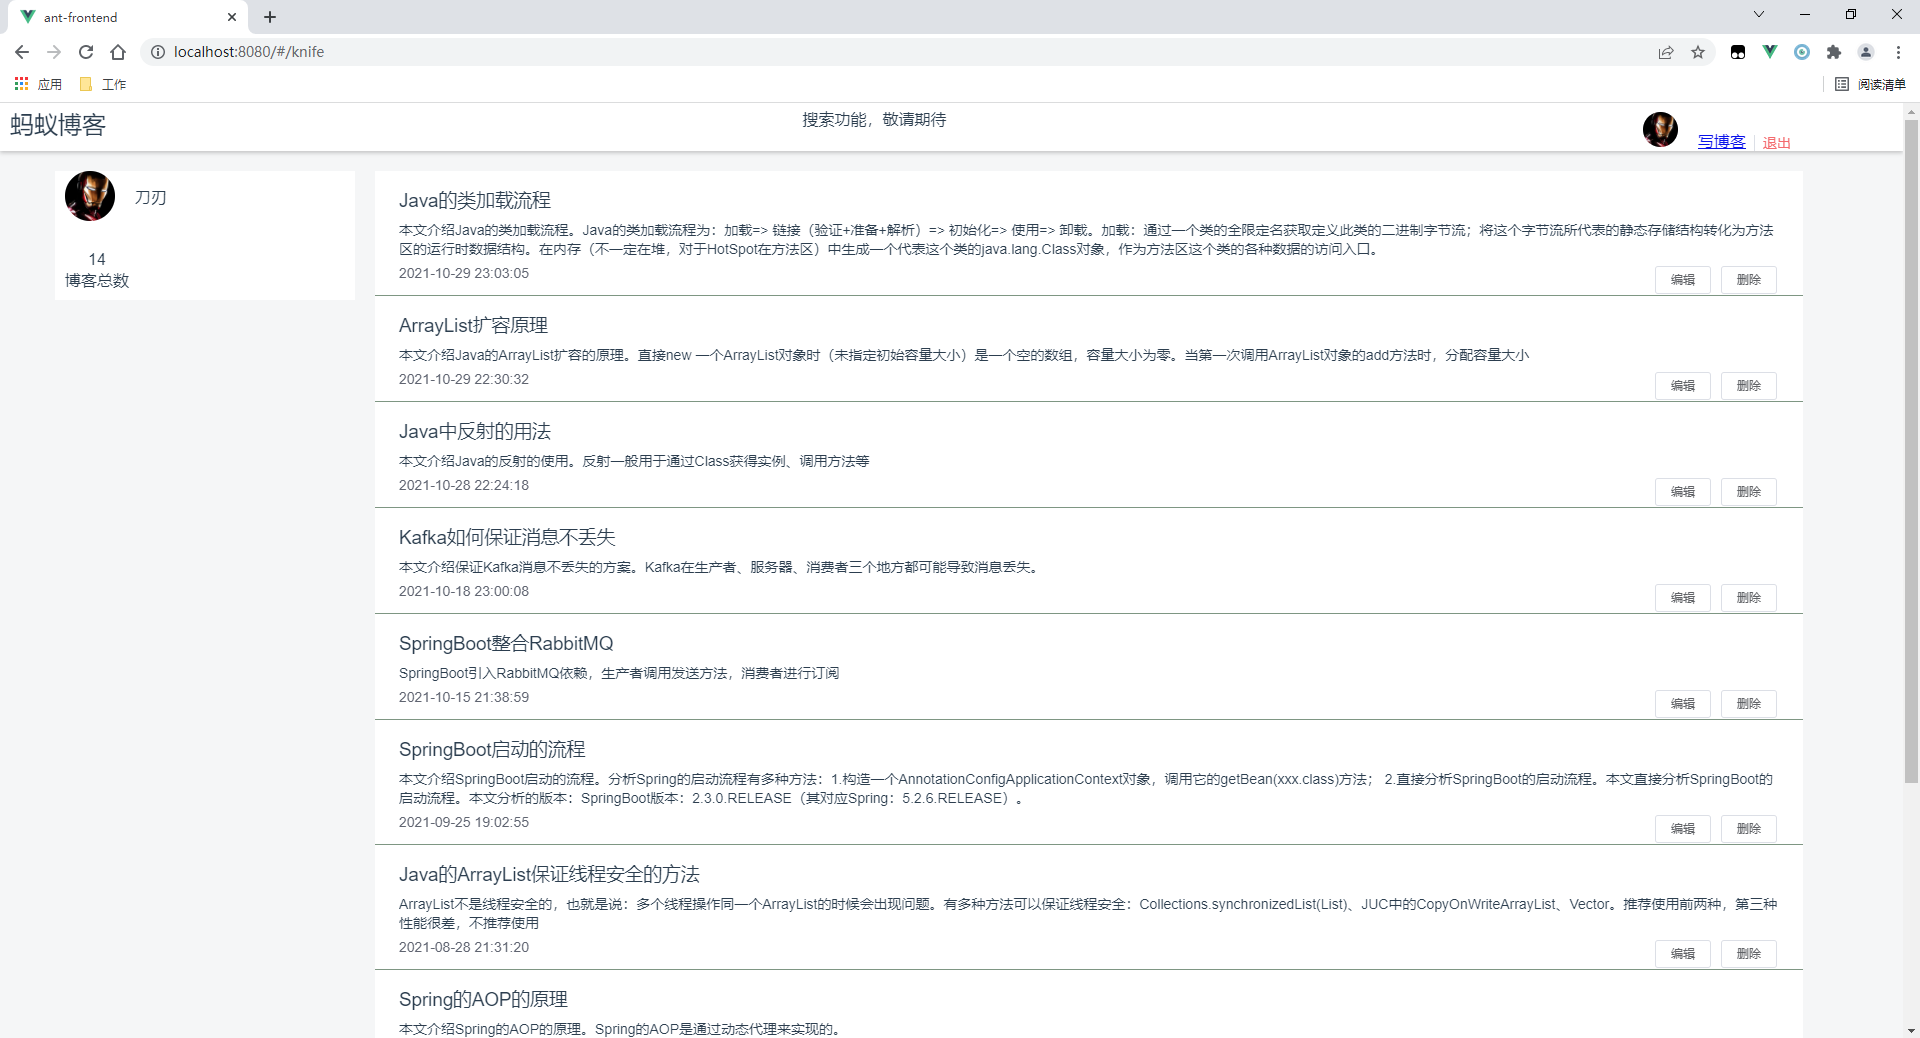 ant-frontend
localhost:8080/#/knife
应用
工作
阅读清单
蚂蚁博客
搜索功能，敬请期待
写博客
退出
刀刃
14
博客总数
Java的类加载流程
本文介绍Java的类加载流程。Java的类加载流程为：加载=> 链接（验证+准备+解析）=> 初始化=> 使用=> 卸载。加载：通过一个类的全限定名获取定义此类的二进制字节流；将这个字节流所代表的静态存储结构转化为方法
区的运行时数据结构。在内存（不一定在堆，对于HotSpot在方法区）中生成一个代表这个类的java.lang.Class对象，作为方法区这个类的各种数据的访问入口。
2021-10-29 23:03:05
编辑 删除
ArrayList扩容原理
本文介绍Java的ArrayList扩容的原理。直接new 一个ArrayList对象时（未指定初始容量大小）是一个空的数组，容量大小为零。当第一次调用ArrayList对象的add方法时，分配容量大小
2021-10-29 22:30:32
编辑 删除
Java中反射的用法
本文介绍Java的反射的使用。反射一般用于通过Class获得实例、调用方法等
2021-10-28 22:24:18
编辑 删除
Kafka如何保证消息不丢失
本文介绍保证Kafka消息不丢失的方案。Kafka在生产者、服务器、消费者三个地方都可能导致消息丢失。
2021-10-18 23:00:08
编辑 删除
SpringBoot整合RabbitMQ
SpringBoot引入RabbitMQ依赖，生产者调用发送方法，消费者进行订阅
2021-10-15 21:38:59
编辑 删除
SpringBoot启动的流程
本文介绍SpringBoot启动的流程。分析Spring的启动流程有多种方法：1.构造一个AnnotationConfigApplicationContext对象，调用它的getBean(xxx.class)方法； 2.直接分析SpringBoot的启动流程。本文直接分析SpringBoot的
启动流程。本文分析的版本：SpringBoot版本：2.3.0.RELEASE（其对应Spring：5.2.6.RELEASE）。
2021-09-25 19:02:55
编辑 删除
Java的ArrayList保证线程安全的方法
ArrayList不是线程安全的，也就是说：多个线程操作同一个ArrayList的时候会出现问题。有多种方法可以保证线程安全：Collections.synchronizedList(List)、JUC中的CopyOnWriteArrayList、Vector。推荐使用前两种，第三种
性能很差，不推荐使用
2021-08-28 21:31:20
编辑 删除
Spring的AOP的原理
本文介绍Spring的AOP的原理。Spring的AOP是通过动态代理来实现的。